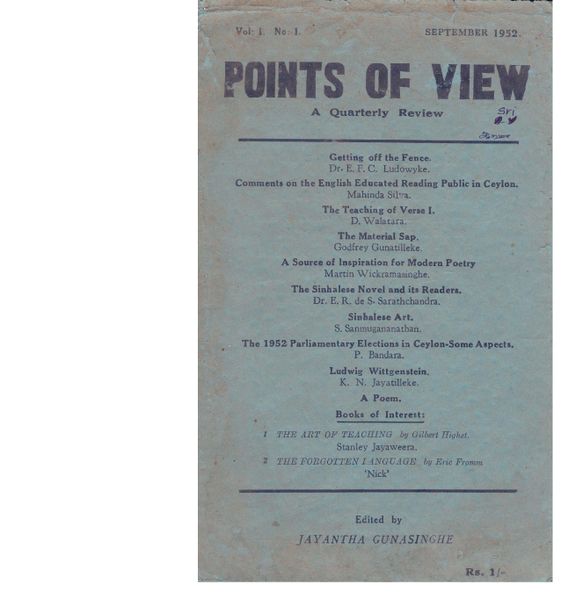 Vol: I. No: 1.
SEPTEMBER 1952.
POINTS OF VIEW
A Quarterly Review
Sri
Getting off the Fence.
Dr. E. F. C. Ludowyke.
Comments on the English Educated Reading Public in Ceylon.
Mahinda Silva.
The Teaching of Verse I.
D. Walatara.
The Material Sap.
Godfrey Gunatilleke.
A Source of Inspiration for Modern Poetry
Martin Wickramasinghe.
The Sinhalese Novel and its Readers.
Dr. E. R. de S. Sarathchandra.
Sinhalese Art.
S. Sanmugananathan.
The 1952 Parliamentary Elections in Ceylon-Some Aspects.
P. Bandara.
Ludwig Wittgenstein.
K. N. Jayatilleke.
A Poem.
Books of Interest:
1 THE ART OF TEACHING by Gilbert Highet.
Stanley Jayaweera.
2 THE FORGOTTEN LANGUAGE by Eric Fromm
'Nick'
Edited by
JAYANTHA GUNASINGHE
Rs. 1/-